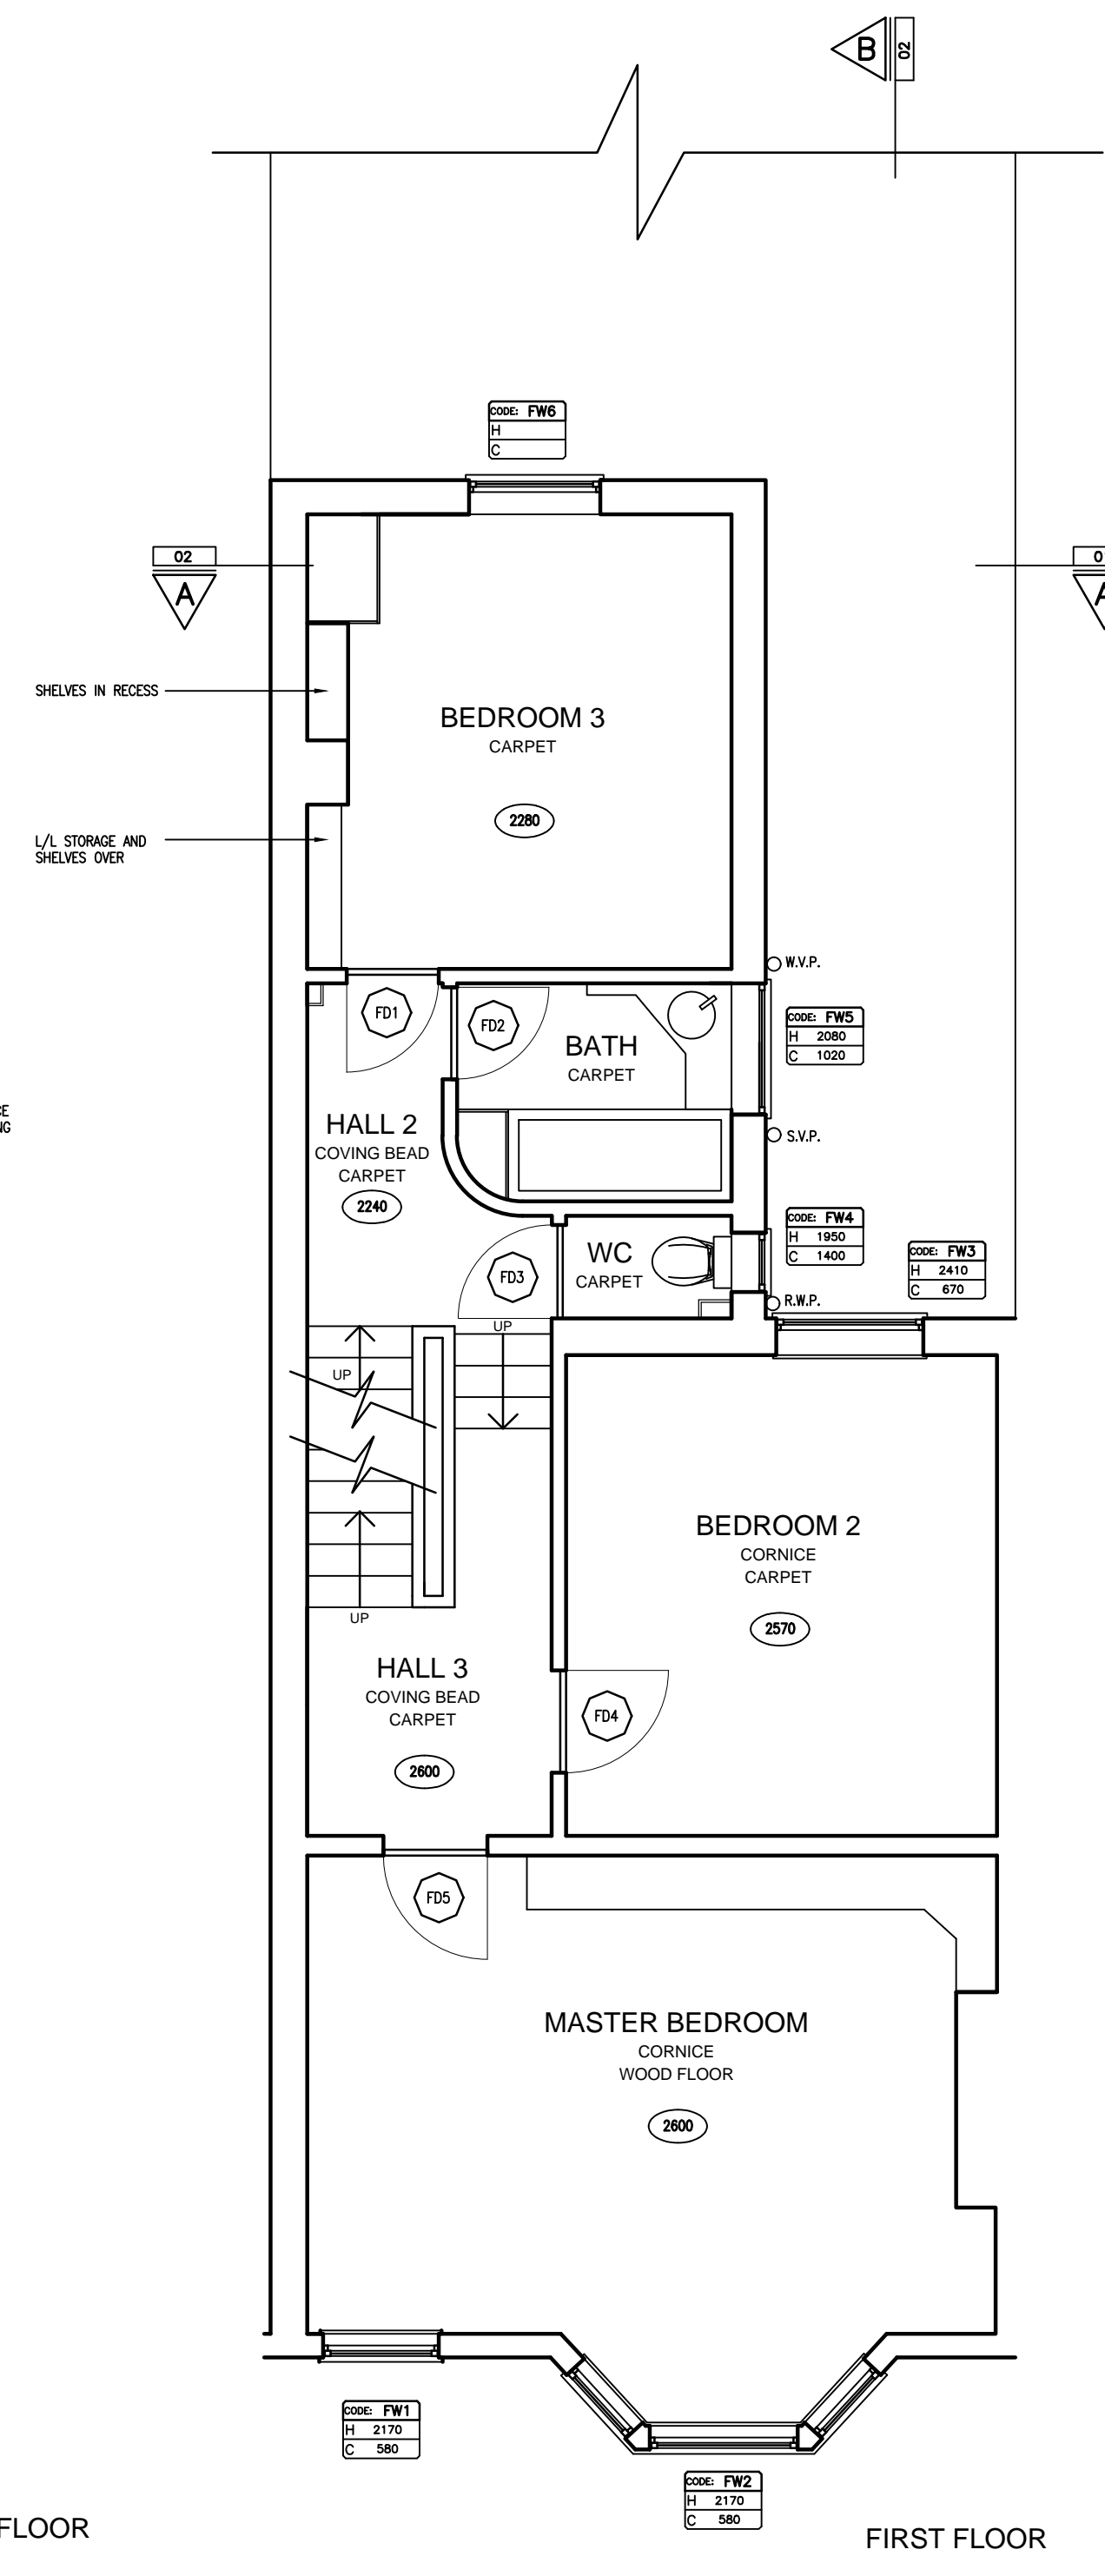 B
02
CODE: FW6
H
C
02
A
SHELVES IN RECESS
BEDROOM 3
CARPET
2280
L/L STORAGE AND
SHELVES OVER
W.V.P.
FD1
FD2
BATH
CARPET
CODE: FW5
H 2080
C 1020
HALL 2
COVING BEAD
CARPET
2240
S.V.P.
CODE: FW4
H 1950
C 1400
WC
CARPET
FD3
CODE: FW3
H 2410
C 670
R.W.P.
UP
UP
BEDROOM 2
CORNICE
CARPET
2570
UP
HALL 3
COVING BEAD
CARPET
2600
FD4
FD5
MASTER BEDROOM
CORNICE
WOOD FLOOR
2600
CODE: FW1
H 2170
C 580
CODE: FW2
H 2170
C 580
FLOOR
FIRST FLOOR